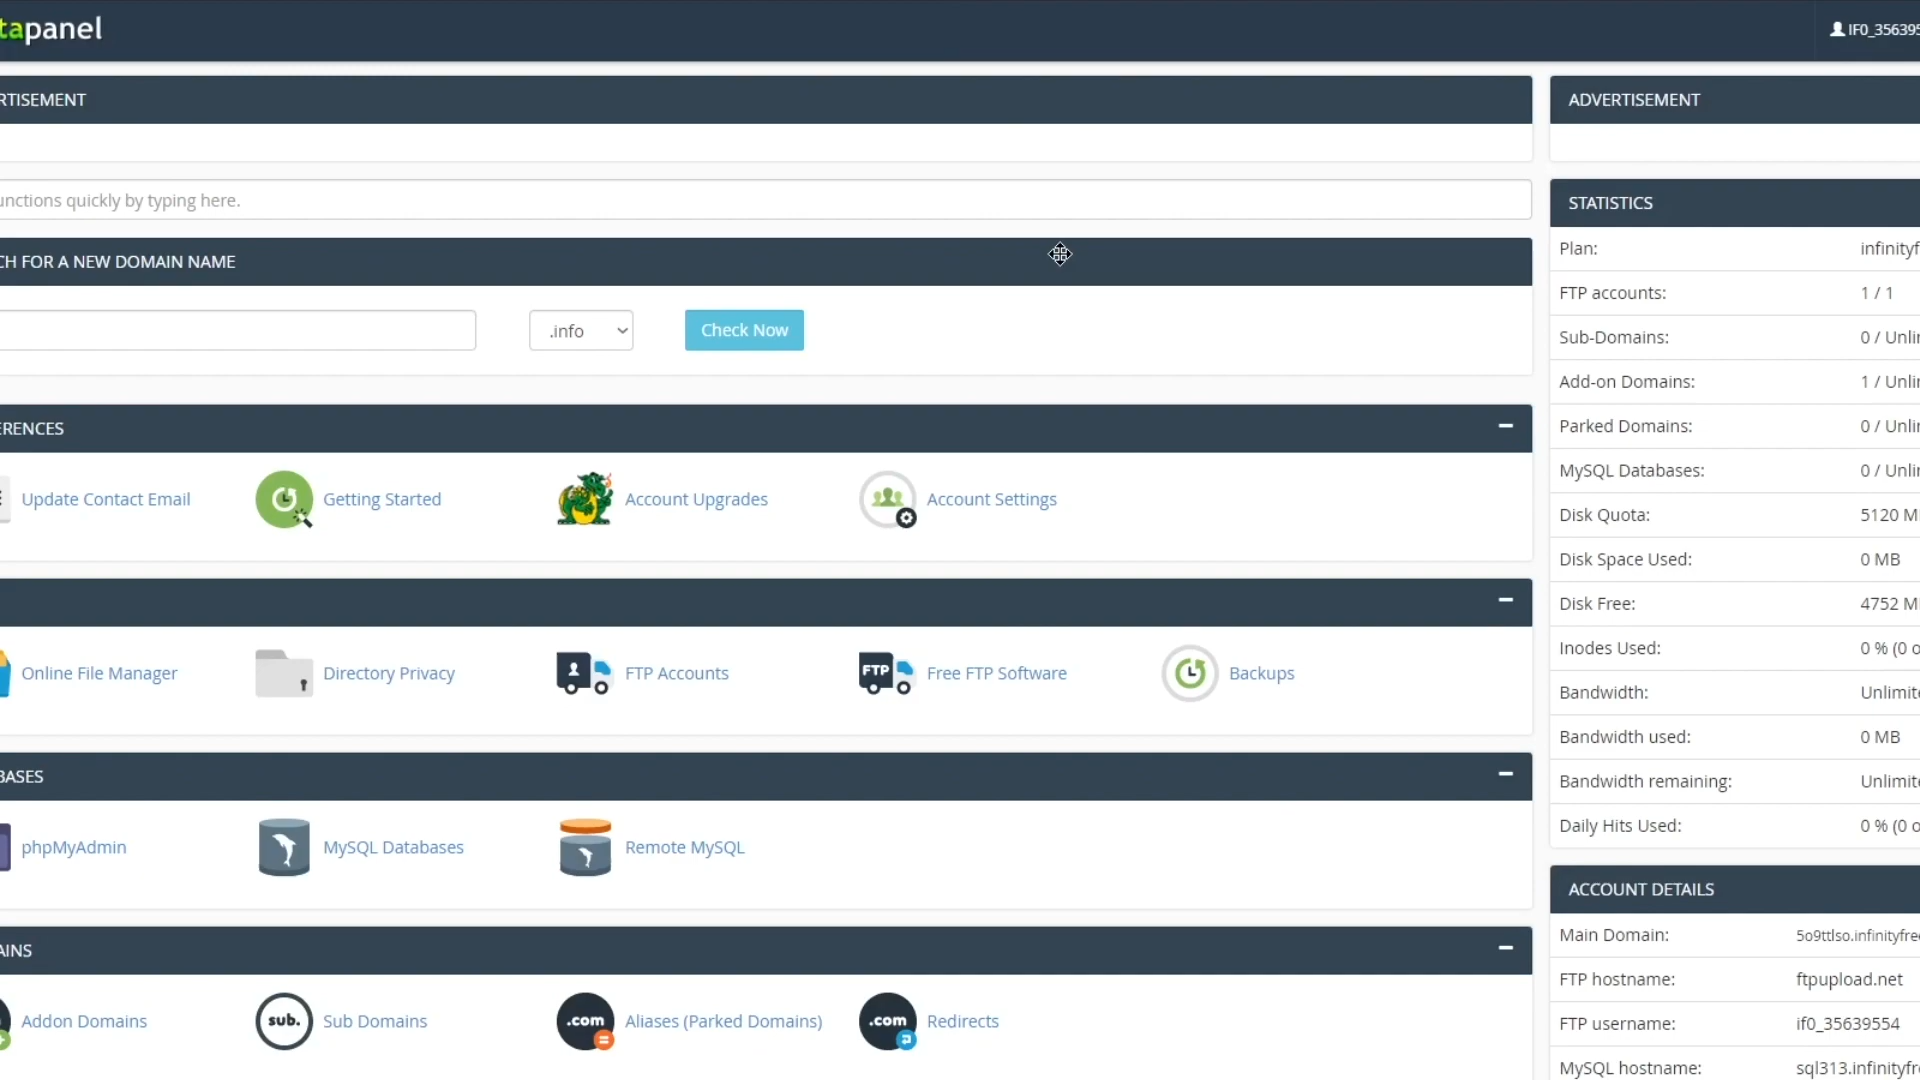 tapanel
IF0_356395
RTISEMENT
ADVERTISEMENT
unctions quickly by typing here.
STATISTICS
CH FOR A NEW DOMAIN NAME
.info
Check Now
Plan: infinityf
FTP accounts: 1 / 1
Sub-Domains: 0 / Unlin
Add-on Domains: 1 / Unlin
Parked Domains: 0 / Unlin
MySQL Databases: 0 / Unlin
Disk Quota: 5120 M
Disk Space Used: 0 MB
Disk Free: 4752 M
Inodes Used: 0 % (0 o
Bandwidth: Unlimite
Bandwidth used: 0 MB
Bandwidth remaining: Unlimite
Daily Hits Used: 0 % (0 o
ERENCES
Update Contact Email
Getting Started
Account Upgrades
Account Settings
Online File Manager
Directory Privacy
FTP Accounts
FTP
Free FTP Software
Backups
BASES
phpMyAdmin
MySQL Databases
Remote MySQL
AINS
Addon Domains
sub.
Sub Domains
.com
Aliases (Parked Domains)
.com
Redirects
ACCOUNT DETAILS
Main Domain: 5o9ttlso.infinityfre
FTP hostname: ftpupload.net
FTP username: if0_35639554
MySQL hostname: sql313.infinityfr